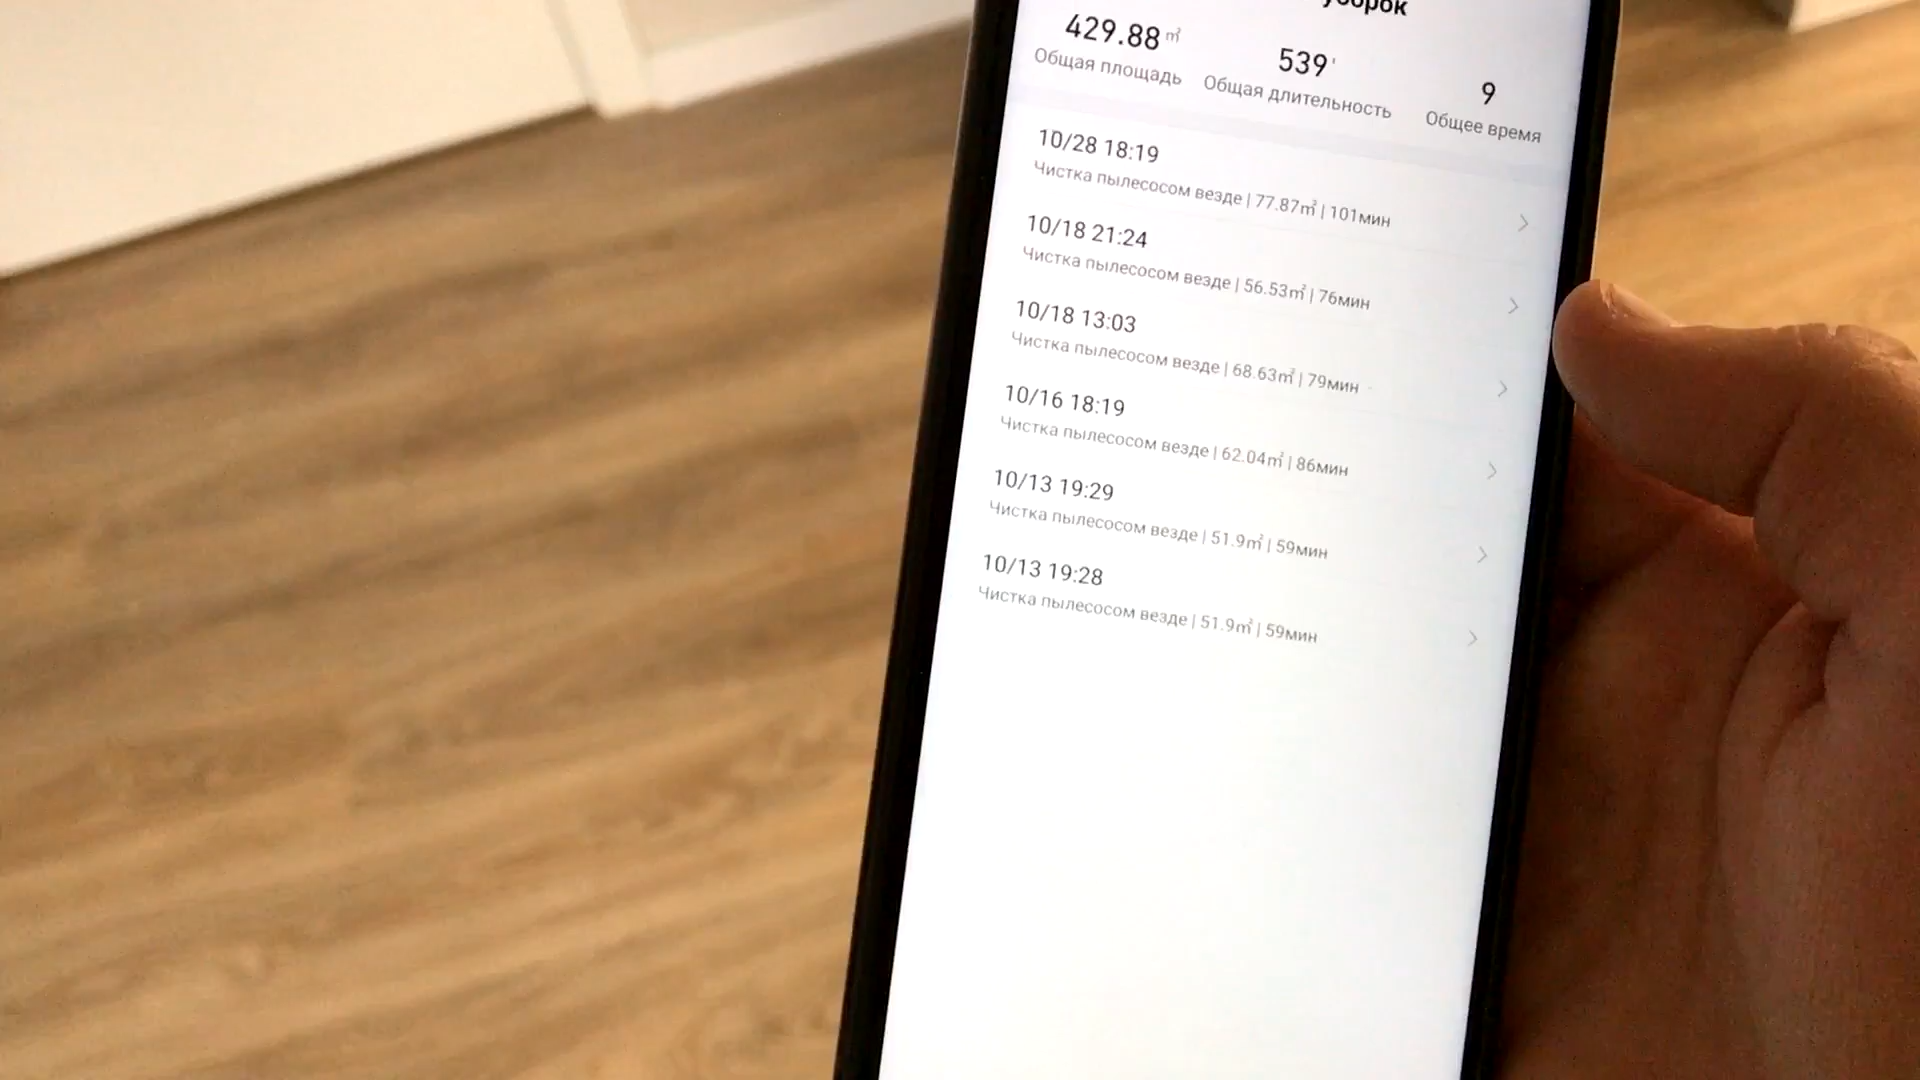 уборок
429.88㎡
Общая площадь
539'
Общая длительность
9
Общее время
10/28 18:19
Чистка пылесосом везде | 77.87㎡ | 101мин
10/18 21:24
Чистка пылесосом везде | 56.53㎡ | 76мин
10/18 13:03
Чистка пылесосом везде | 68.63㎡ | 79мин
10/16 18:19
Чистка пылесосом везде | 62.04㎡ | 86мин
10/13 19:29
Чистка пылесосом везде | 51.9㎡ | 59мин
10/13 19:28
Чистка пылесосом везде | 51.9㎡ | 59мин